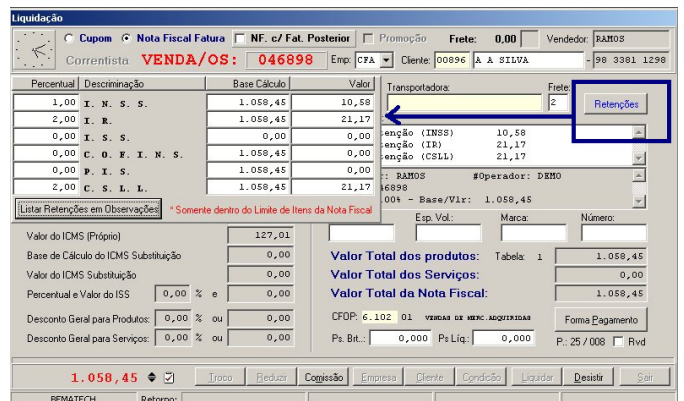 Liquidação
Cupom Nota Fiscal Fatura NF. c/ Fat. Posterior Promoção Frete: 0,00 Vendedor: RAMOS
Correntista VENDA/OS: 046898 Emp: CFA Cliente: 00896 A A SILVA - 98 3381 1298
Percentual Descriminação Base Cálculo Valor
1,00 I. N. S. S. 1.058,45 10,58
2,00 I. R. 1.058,45 21,17
0,00 I. S. S. 0,00 0,00
0,00 C. O. F. I. N. S. 1.058,45 0,00
0,00 P. I. S. 1.058,45 0,00
2,00 C. S. L. L. 1.058,45 21,17
Listar Retenções em Observações * Somente dentro do Limite de Itens da Nota Fiscal
Transportadora: Frete:
2 Retenções
enção (INSS) 10,58
enção (IR) 21,17
enção (CSLL) 21,17
r: RAMOS #Operador: DEMO
46898
.00% - Base/Vlr: 1.058,45
Esp. Vol.: Marca: Número:
Valor do ICMS (Próprio) 127,01
Base de Cálculo do ICMS Substituição 0,00
Valor do ICMS Substituição 0,00
Percentual e Valor do ISS 0,00 % e 0,00
Desconto Geral para Produtos: 0,00 % ou 0,00
Desconto Geral para Serviços: 0,00 % ou 0,00
Valor Total dos produtos: Tabela: 1 1.058,45
Valor Total dos Serviços: 0,00
Valor Total da Nota Fiscal: 1.058,45
CFOP: 6.102 01 VENDAS DE MERC.ADQUIRIDAS Forma Pagamento
Ps. Brt...: 0,000 Ps Líq.: 0,000 P.: 25 / 008 Rvd
1.058,45 Troco Reduzir Comissão Empresa Cliente Condicão Liquidar Desistir Sair
BEMATECH Retorno: